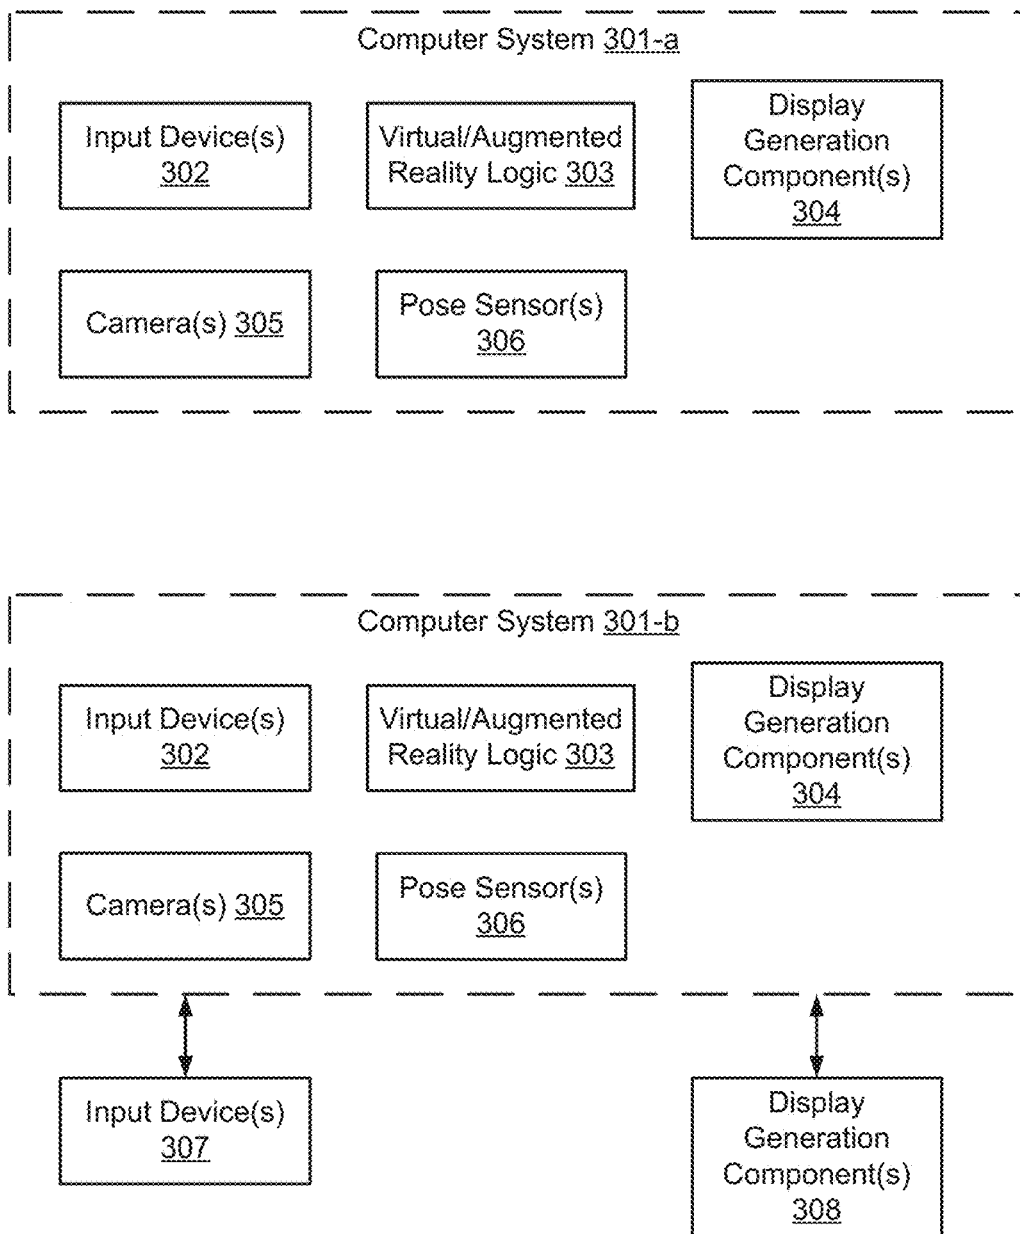 Computer System 301-a
Input Device(s)
302
Virtual/Augmented
Reality Logic 303
Display
Generation
Component(s)
304
Camera(s) 305
Pose Sensor(s)
306
Computer System 301-b
Input Device(s)
302
Virtual/Augmented
Reality Logic 303
Display
Generation
Component(s)
304
Camera(s) 305
Pose Sensor(s)
306
Input Device(s)
307
Display
Generation
Component(s)
308